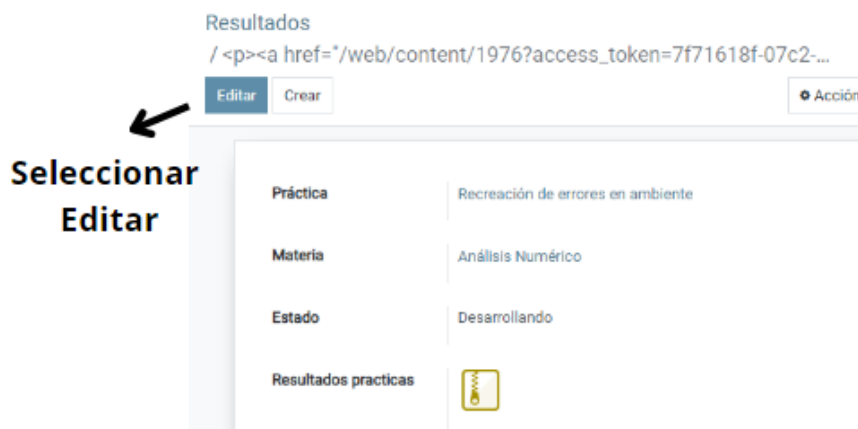 Resultados
/ <p><a href="/web/content/1976?access_token=7f71618f-07c2-...
Editar Crear Acción
Seleccionar
Editar
Práctica Recreación de errores en ambiente
Materia Análisis Numérico
Estado Desarrollando
Resultados practicas